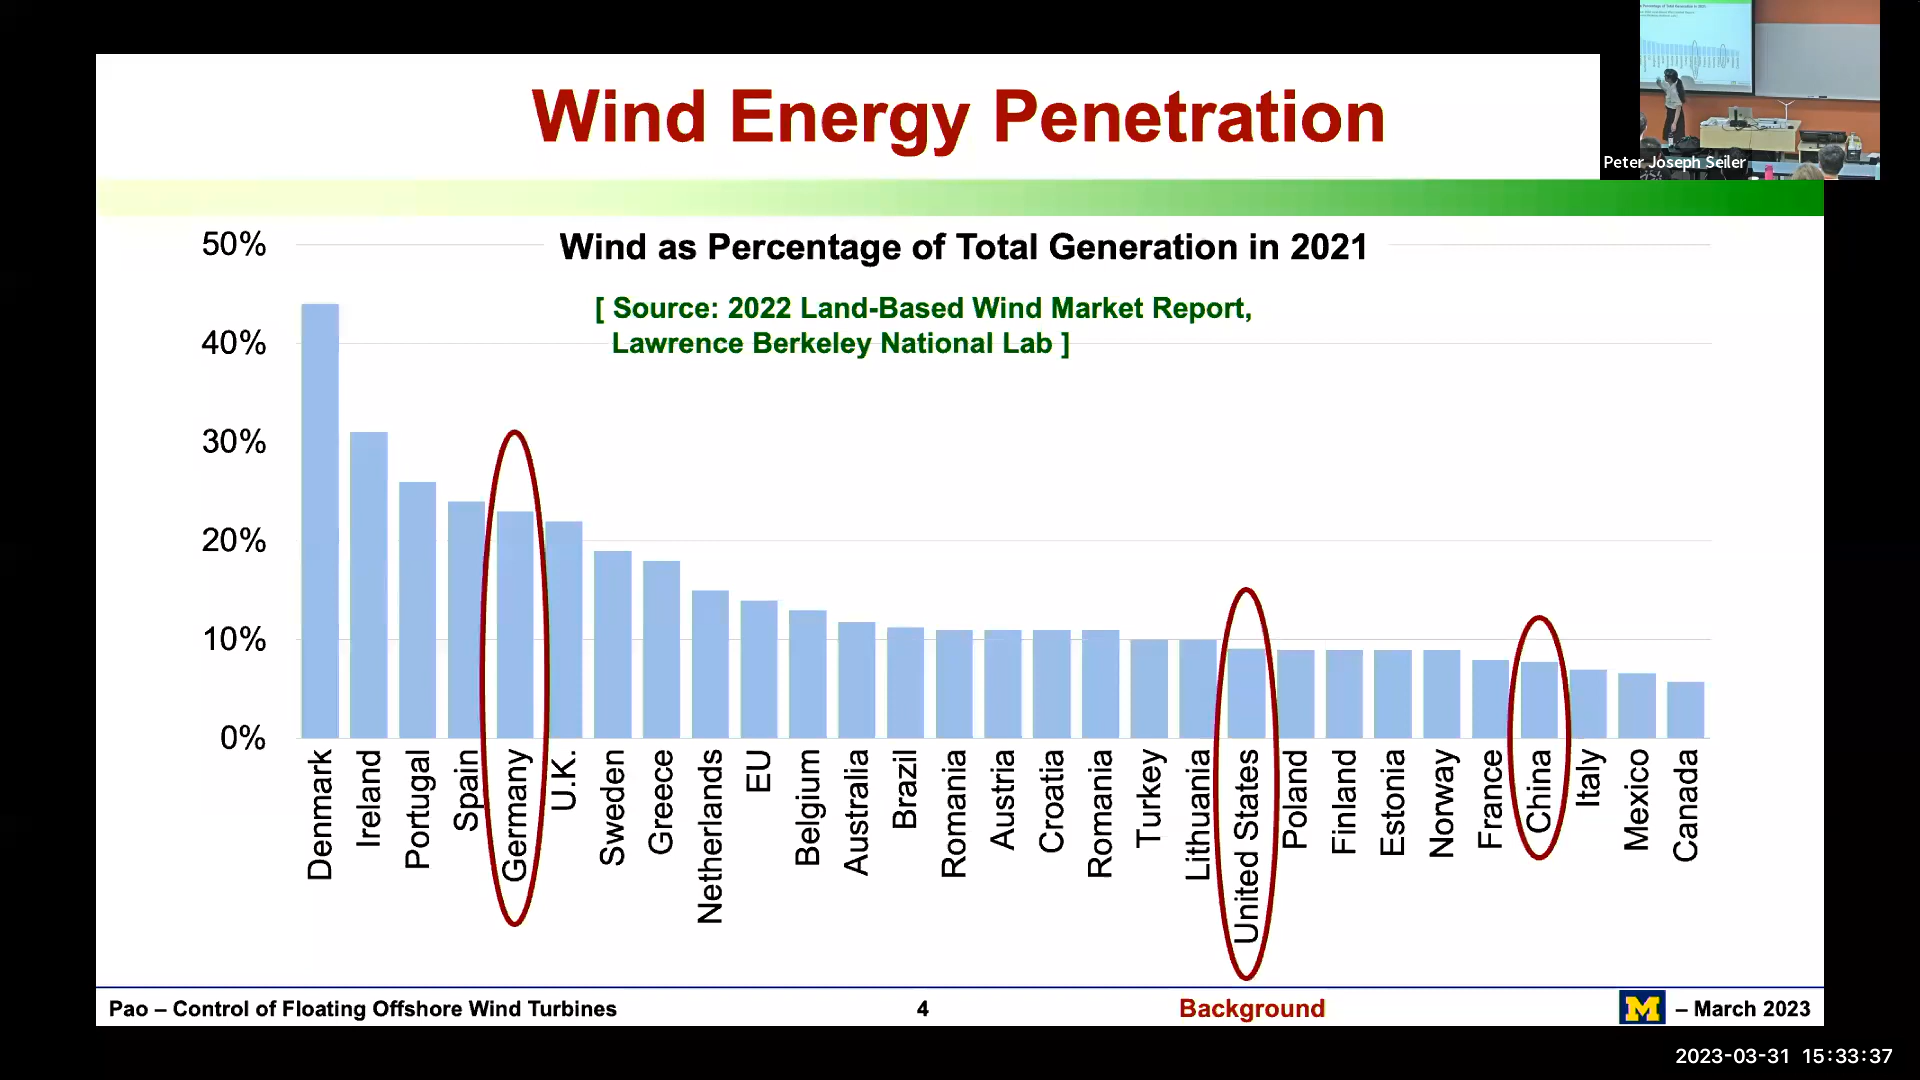 Wind Energy Penetration
Peter Joseph Seiler
Wind as Percentage of Total Generation in 2021
[ Source: 2022 Land-Based Wind Market Report,
Lawrence Berkeley National Lab ]
50%
40%
30%
20%
10%
0%
Denmark
Ireland
Portugal
Spain
Germany
U.K.
Sweden
Greece
Netherlands
EU
Belgium
Australia
Brazil
Romania
Austria
Croatia
Romania
Turkey
Lithuania
United States
Poland
Finland
Estonia
Norway
France
China
Italy
Mexico
Canada
Pao – Control of Floating Offshore Wind Turbines
4
Background
M – March 2023
2023-03-31 15:33:37